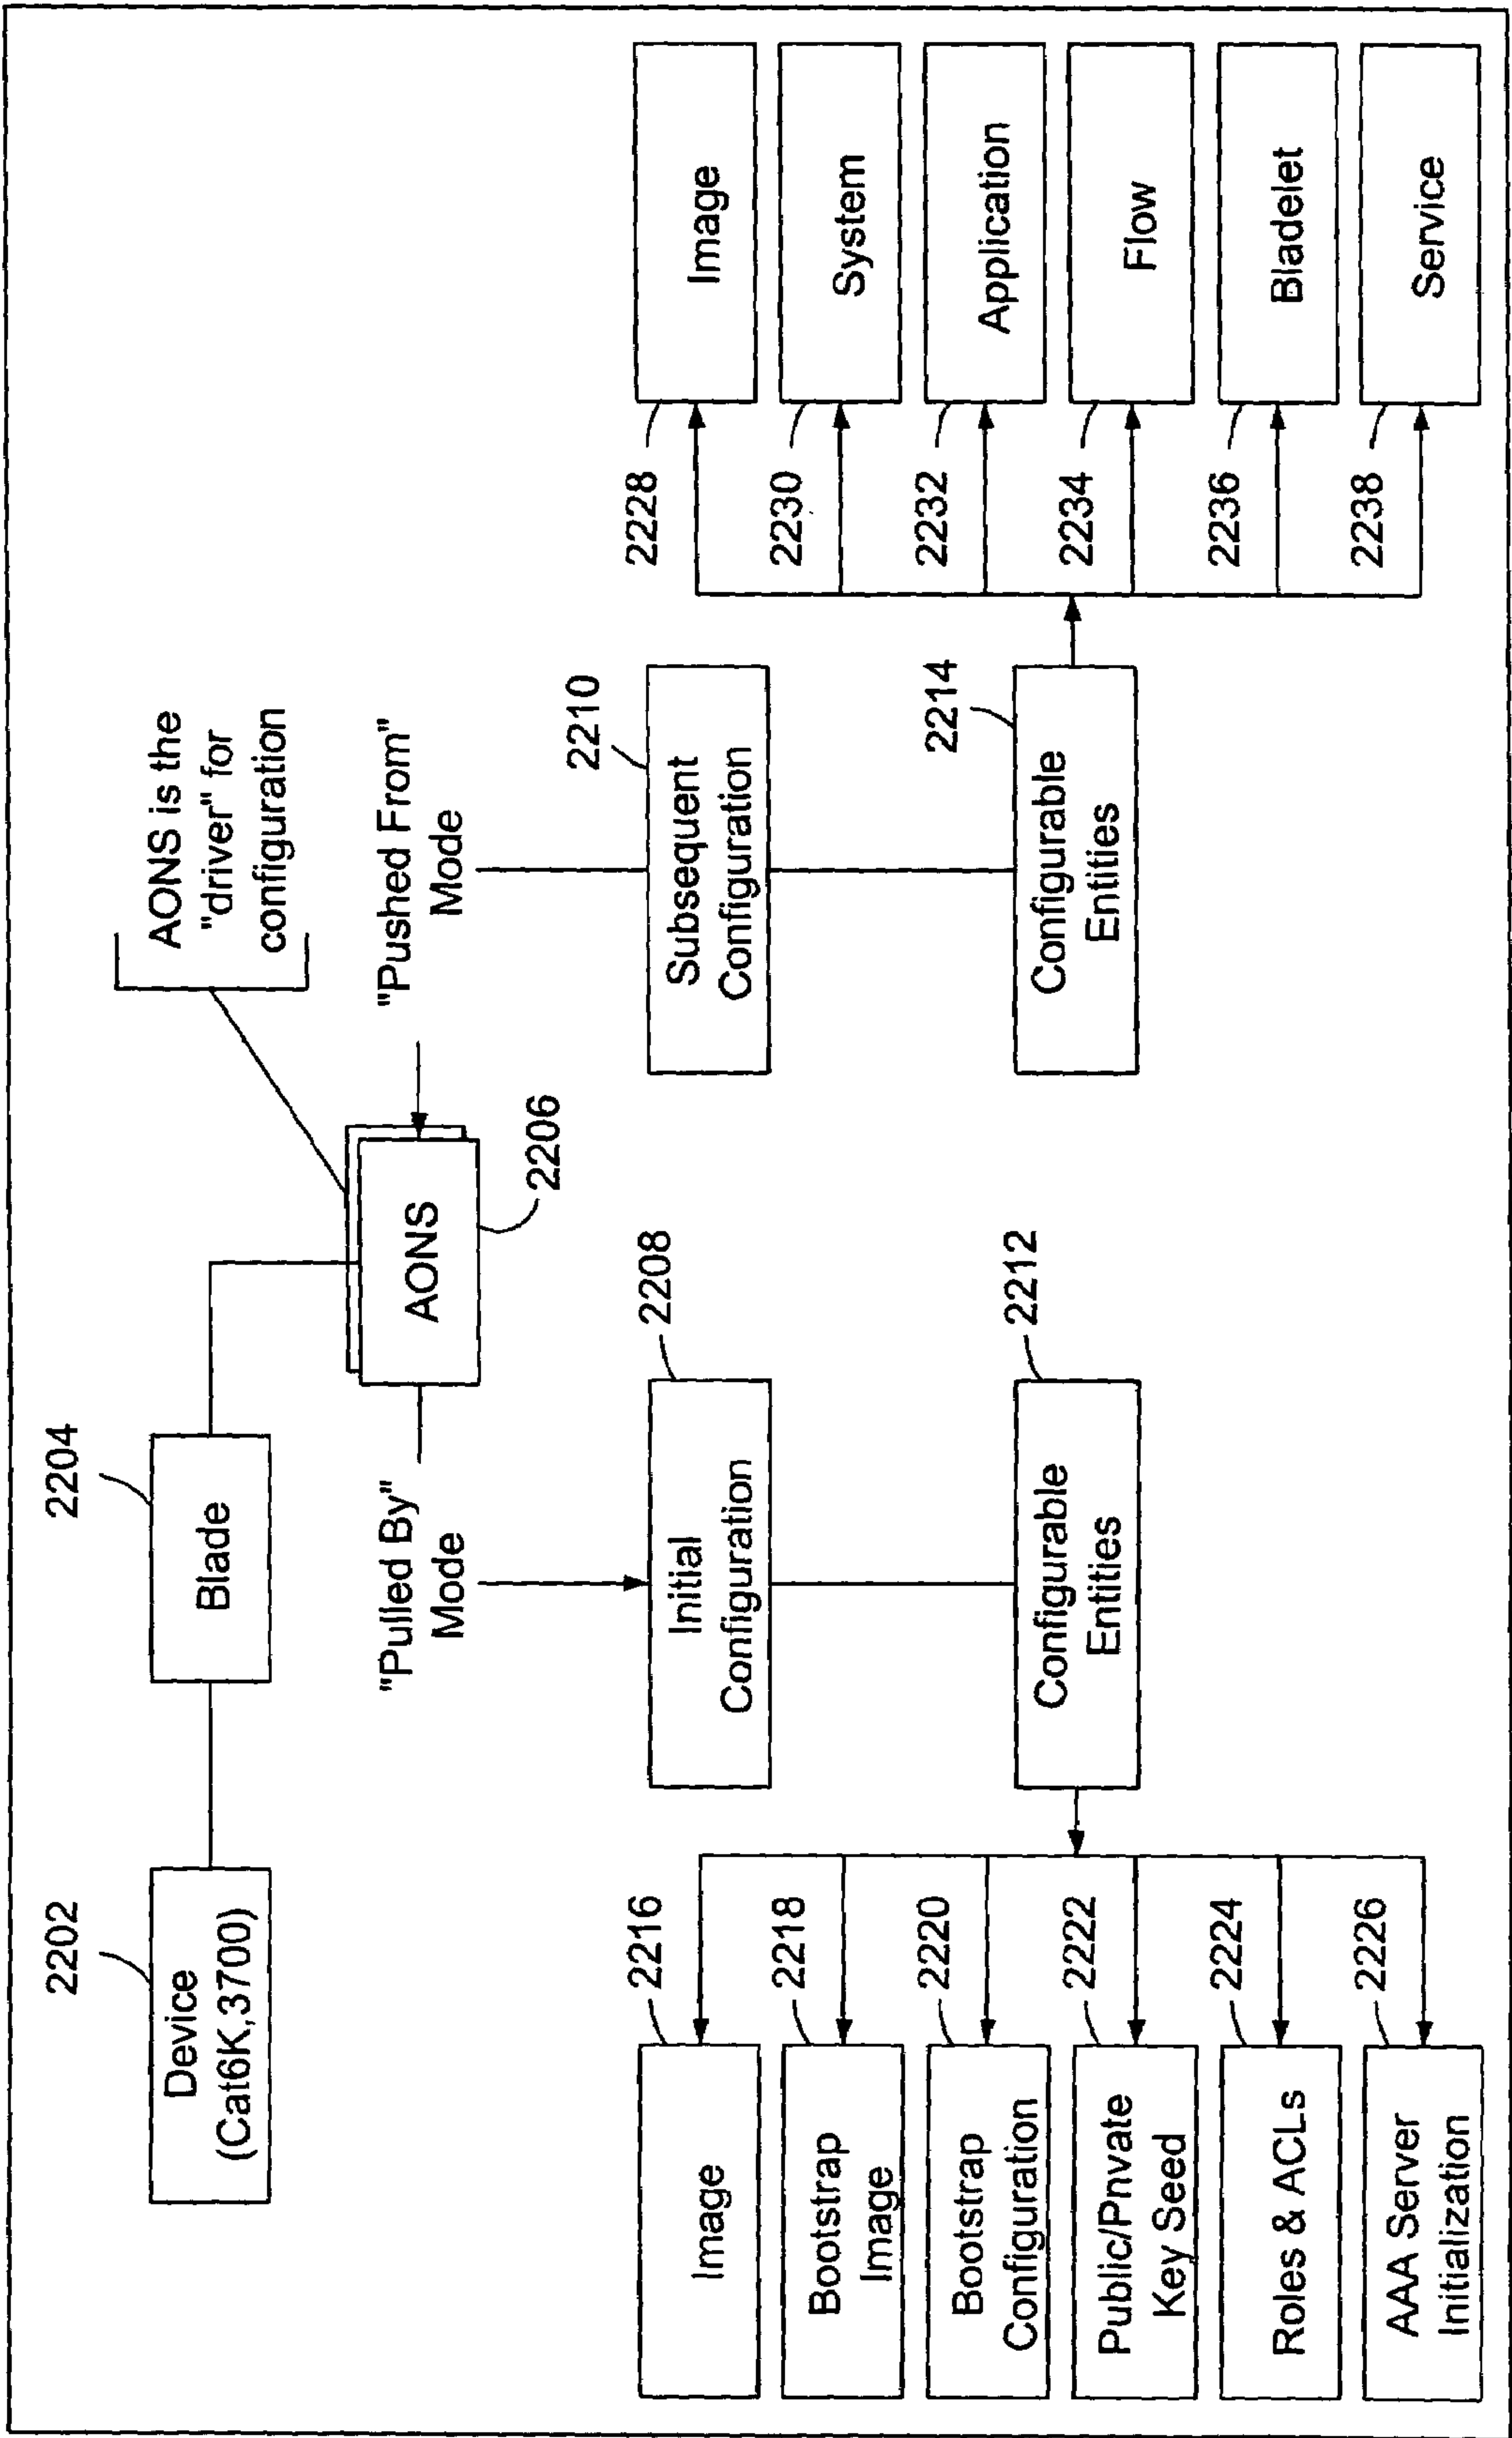 2202
Device
(Cat6K,3700)
2204
Blade
AONS is the
"driver" for
configuration
AONS
2206
"Pulled By"
Mode
"Pushed From"
Mode
2208
Initial
Configuration
2210
Subsequent
Configuration
2212
Configurable
Entities
2214
Configurable
Entities
2216
Image
2218
Bootstrap
Image
2220
Bootstrap
Configuration
2222
Public/Pnvate
Key Seed
2224
Roles & ACLs
2226
AAA Server
Initialization
2228
Image
2230
System
2232
Application
2234
Flow
2236
Bladelet
2238
Service